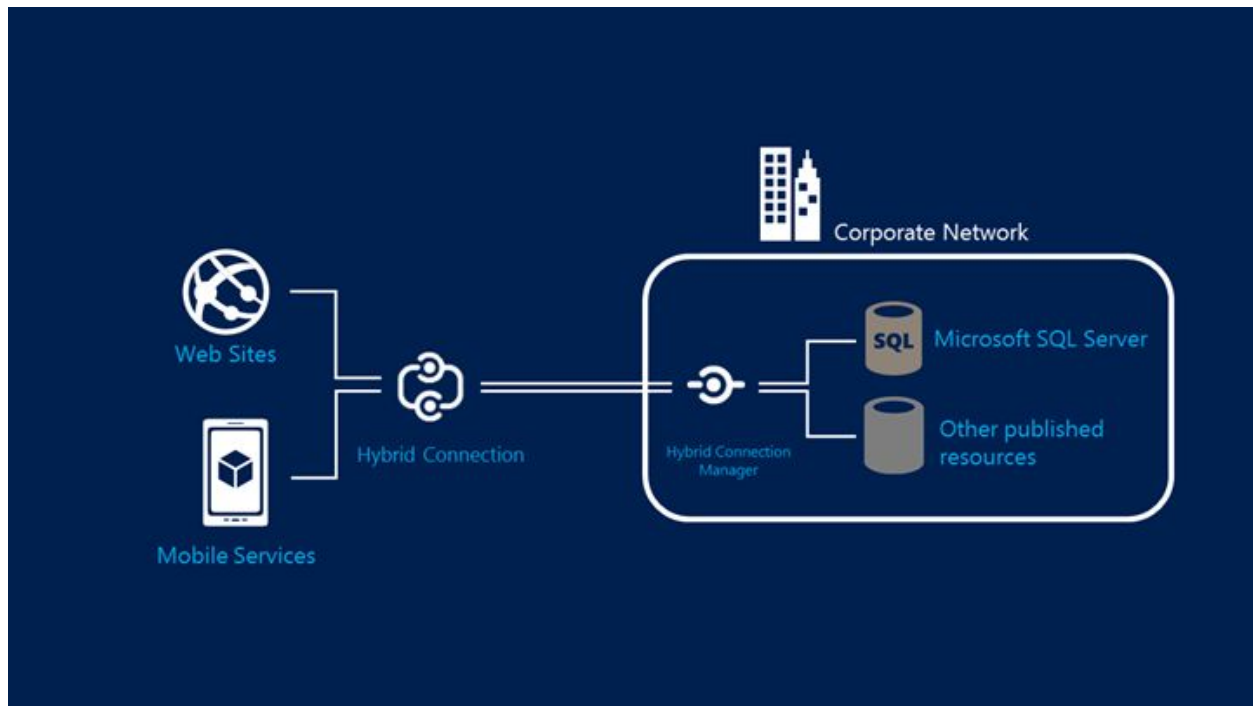 Corporate Network
Web Sites
SQL
Microsoft SQL Server
Hybrid Connection
Hybrid Connection
Manager
Other published
resources
Mobile Services